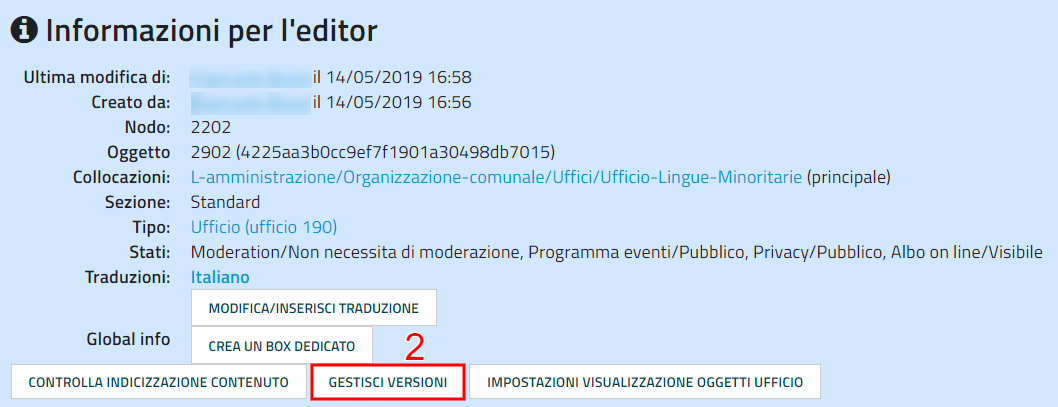 Informazioni per l'editor
Ultima modifica di: il 14/05/2019 16:58
Creato da: il 14/05/2019 16:56
Nodo: 2202
Oggetto 2902 (4225aa3b0cc9ef7f1901a30498db7015)
Collocazioni: L-amministrazione/Organizzazione-comunale/Uffici/Ufficio-Lingue-Minoritarie (principale)
Sezione: Standard
Tipo: Ufficio (ufficio 190)
Stati: Moderation/Non necessita di moderazione, Programma eventi/Pubblico, Privacy/Pubblico, Albo on line/Visibile
Traduzioni: Italiano
MODIFICA/INSERISCI TRADUZIONE
Global info CREA UN BOX DEDICATO
2
CONTROLLA INDICIZZAZIONE CONTENUTO GESTISCI VERSIONI IMPOSTAZIONI VISUALIZZAZIONE OGGETTI UFFICIO